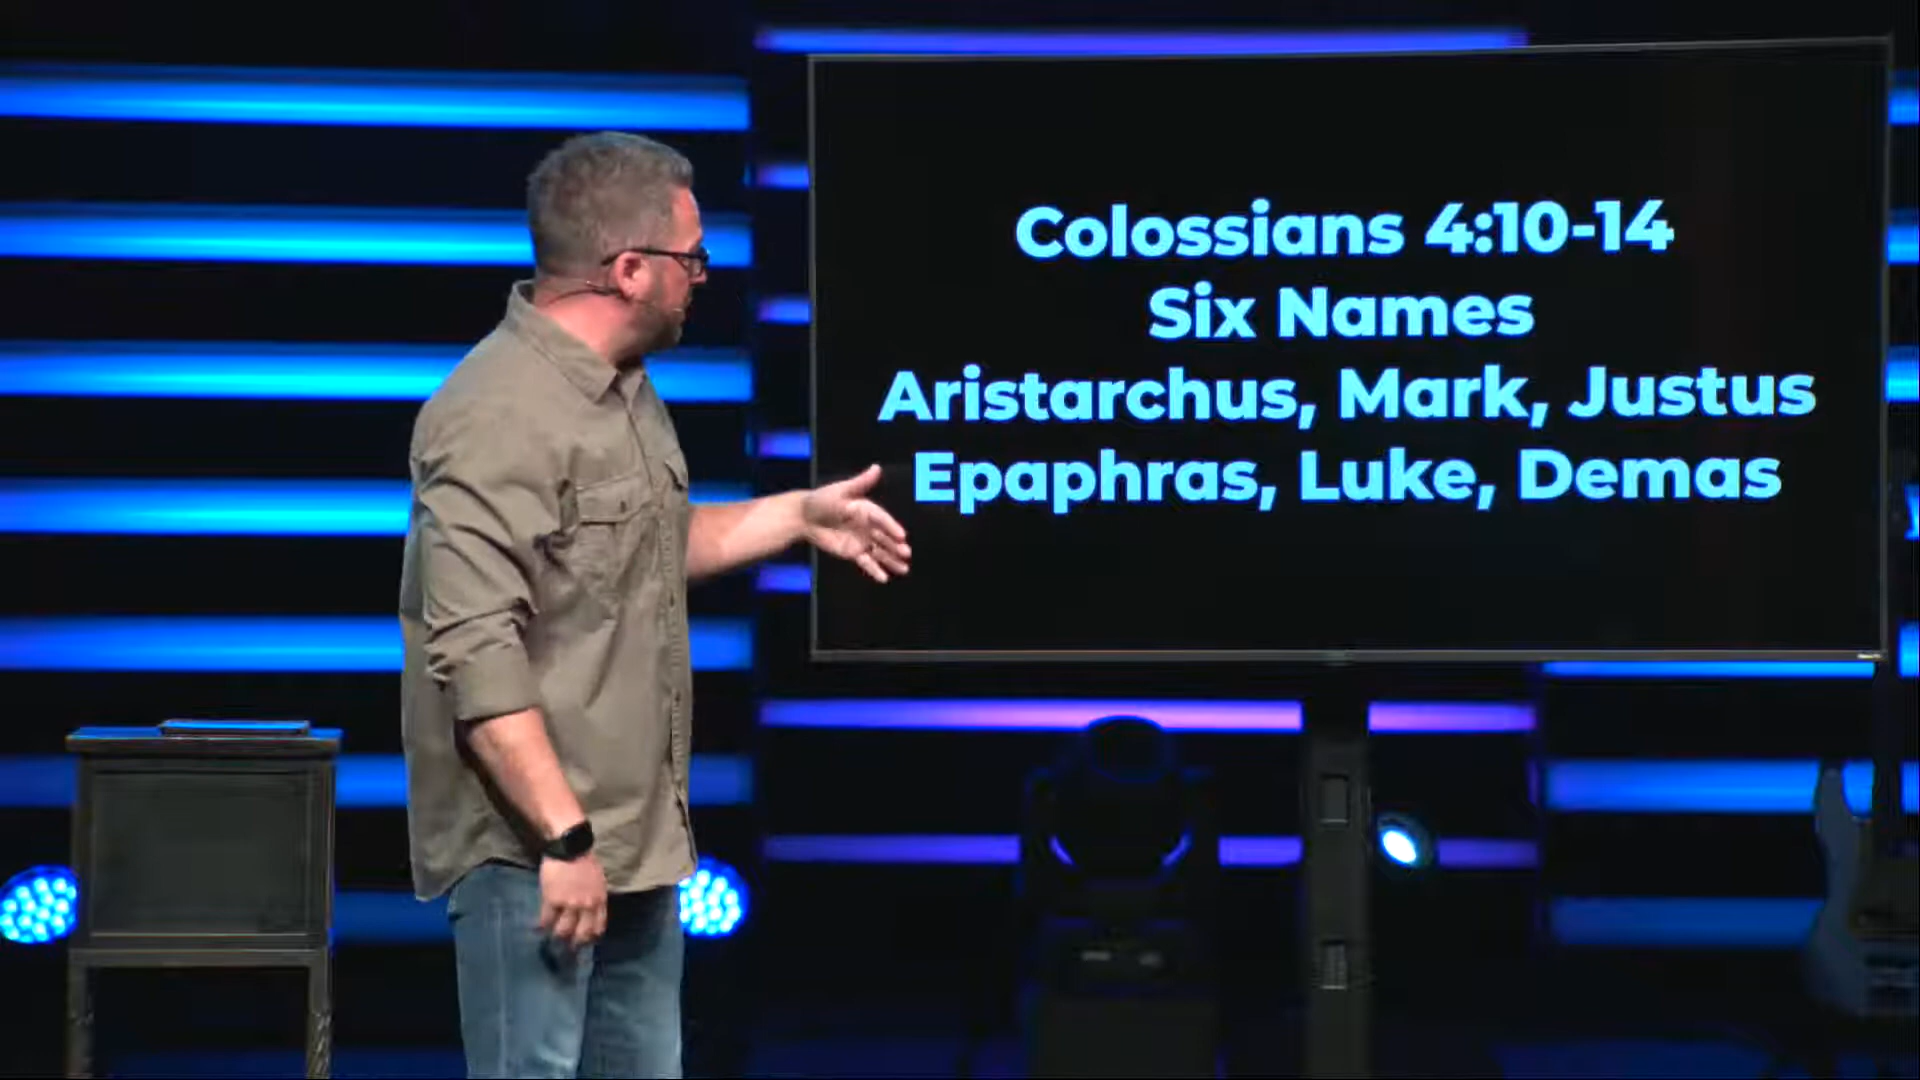 Colossians 4:10-14
Six Names
Aristarchus, Mark, Justus
Epaphras, Luke, Demas